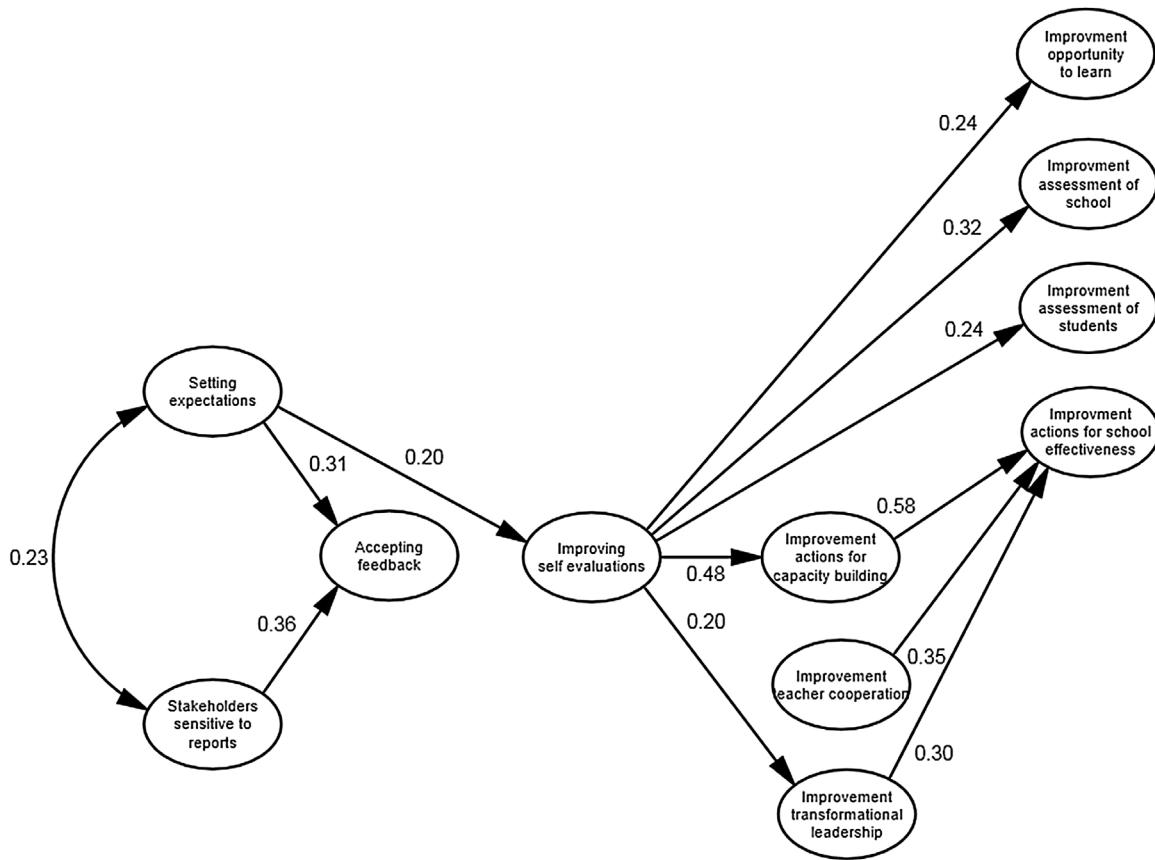 Improvment
opportunity
to learn
0.24
Improvment
assessment of
school
0.32
Improvment
assessment of
students
0.24
Setting
expectations
Improvment
actions for school
effectiveness
0.20
0.31
0.58
0.23
Accepting
feedback
Improving
self evaluations
Improvement
actions for
capacity building
0.48
0.36
0.20
0.35
Improvement
eacher cooperation
Stakeholders
sensitive to
reports
0.30
Improvement
transformational
leadership